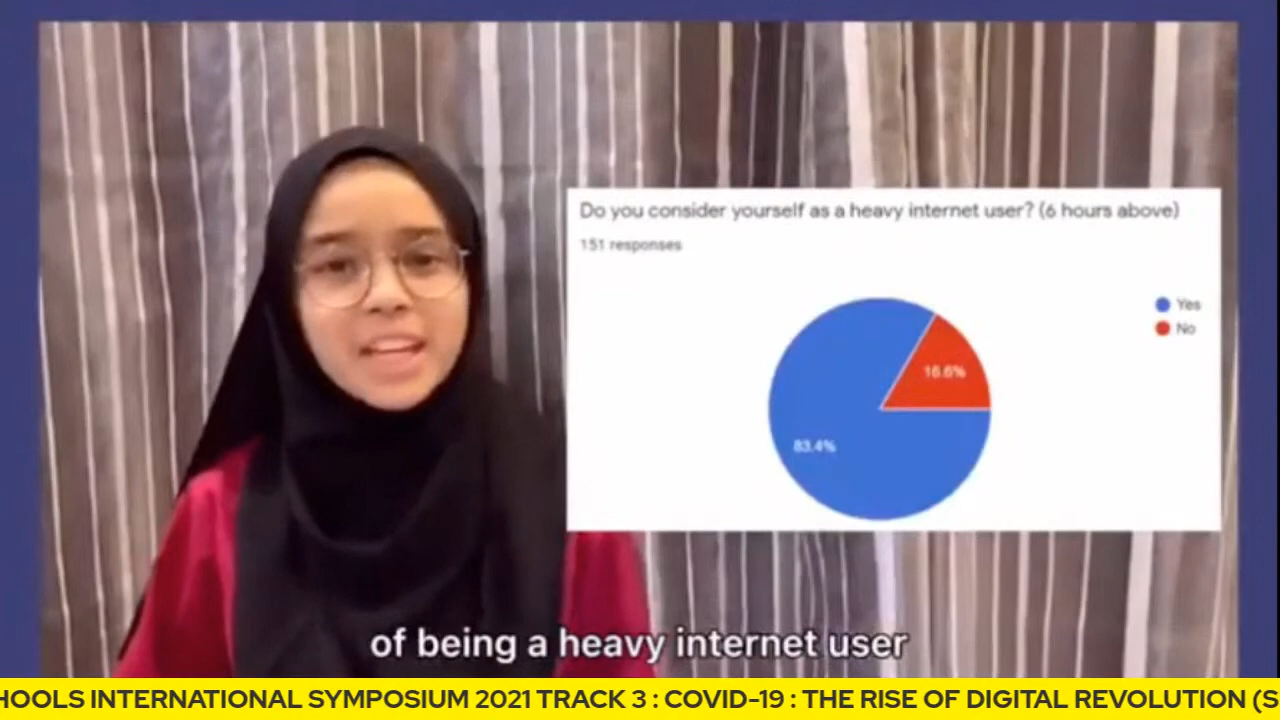 Do you consider yourself as a heavy internet user? (6 hours above)
151 responses
Yes
No
16.6%
83.4%
of being a heavy internet user
HOOLS INTERNATIONAL SYMPOSIUM 2021 TRACK 3 : COVID-19 : THE RISE OF DIGITAL REVOLUTION (S